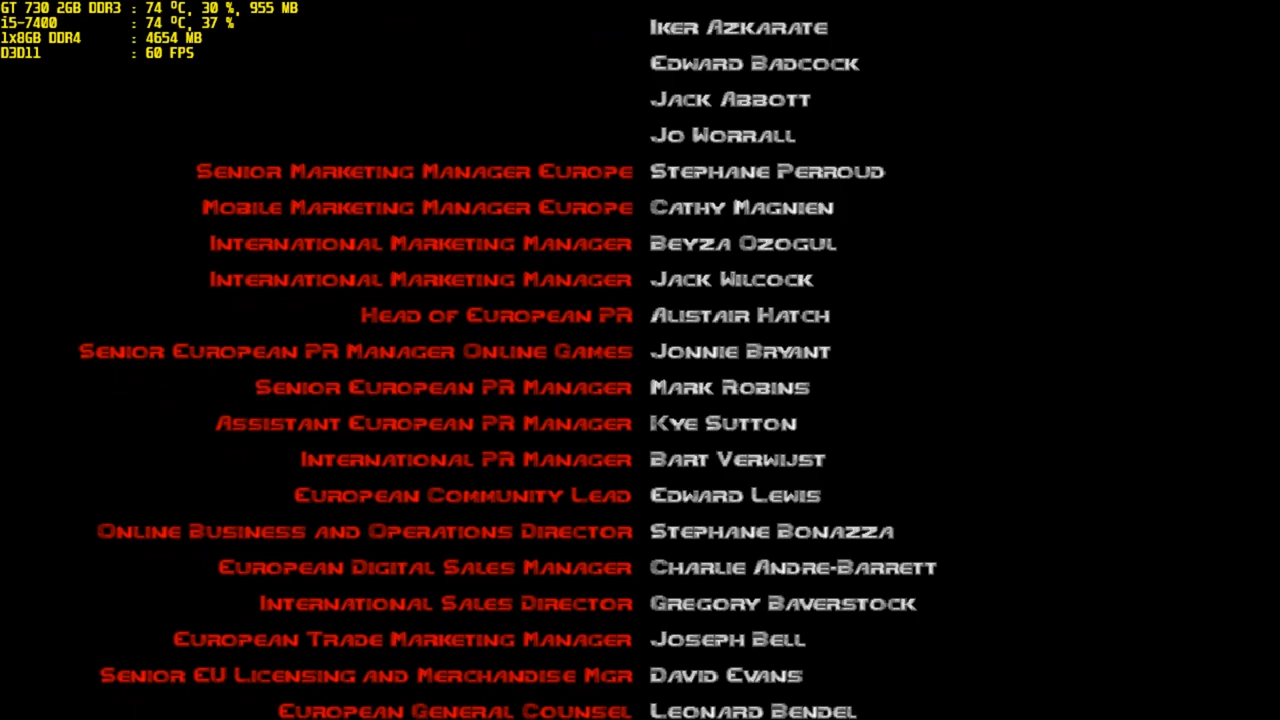 GT 730 2GB DDR3 : 74 ºC, 30 %, 955 MB
i5-7400 : 74 ºC, 37 %
1x8GB DDR4 : 4654 MB
D3D11 : 60 FPS
Iker Azkarate
Edward Badcock
Jack Abbott
Jo Worrall
Senior Marketing Manager Europe Stephane Perroud
Mobile Marketing Manager Europe Cathy Magnien
International Marketing Manager Beyza Ozogul
International Marketing Manager Jack Wilcock
Head of European PR Alistair Hatch
Senior European PR Manager Online Games Jonnie Bryant
Senior European PR Manager Mark Robins
Assistant European PR Manager Kye Sutton
International PR Manager Bart Verwijst
European Community Lead Edward Lewis
Online Business and Operations Director Stephane Bonazza
European Digital Sales Manager Charlie Andre-Barrett
International Sales Director Gregory Baverstock
European Trade Marketing Manager Joseph Bell
Senior EU Licensing and Merchandise Mgr David Evans
European General Counsel Leonard Bendel